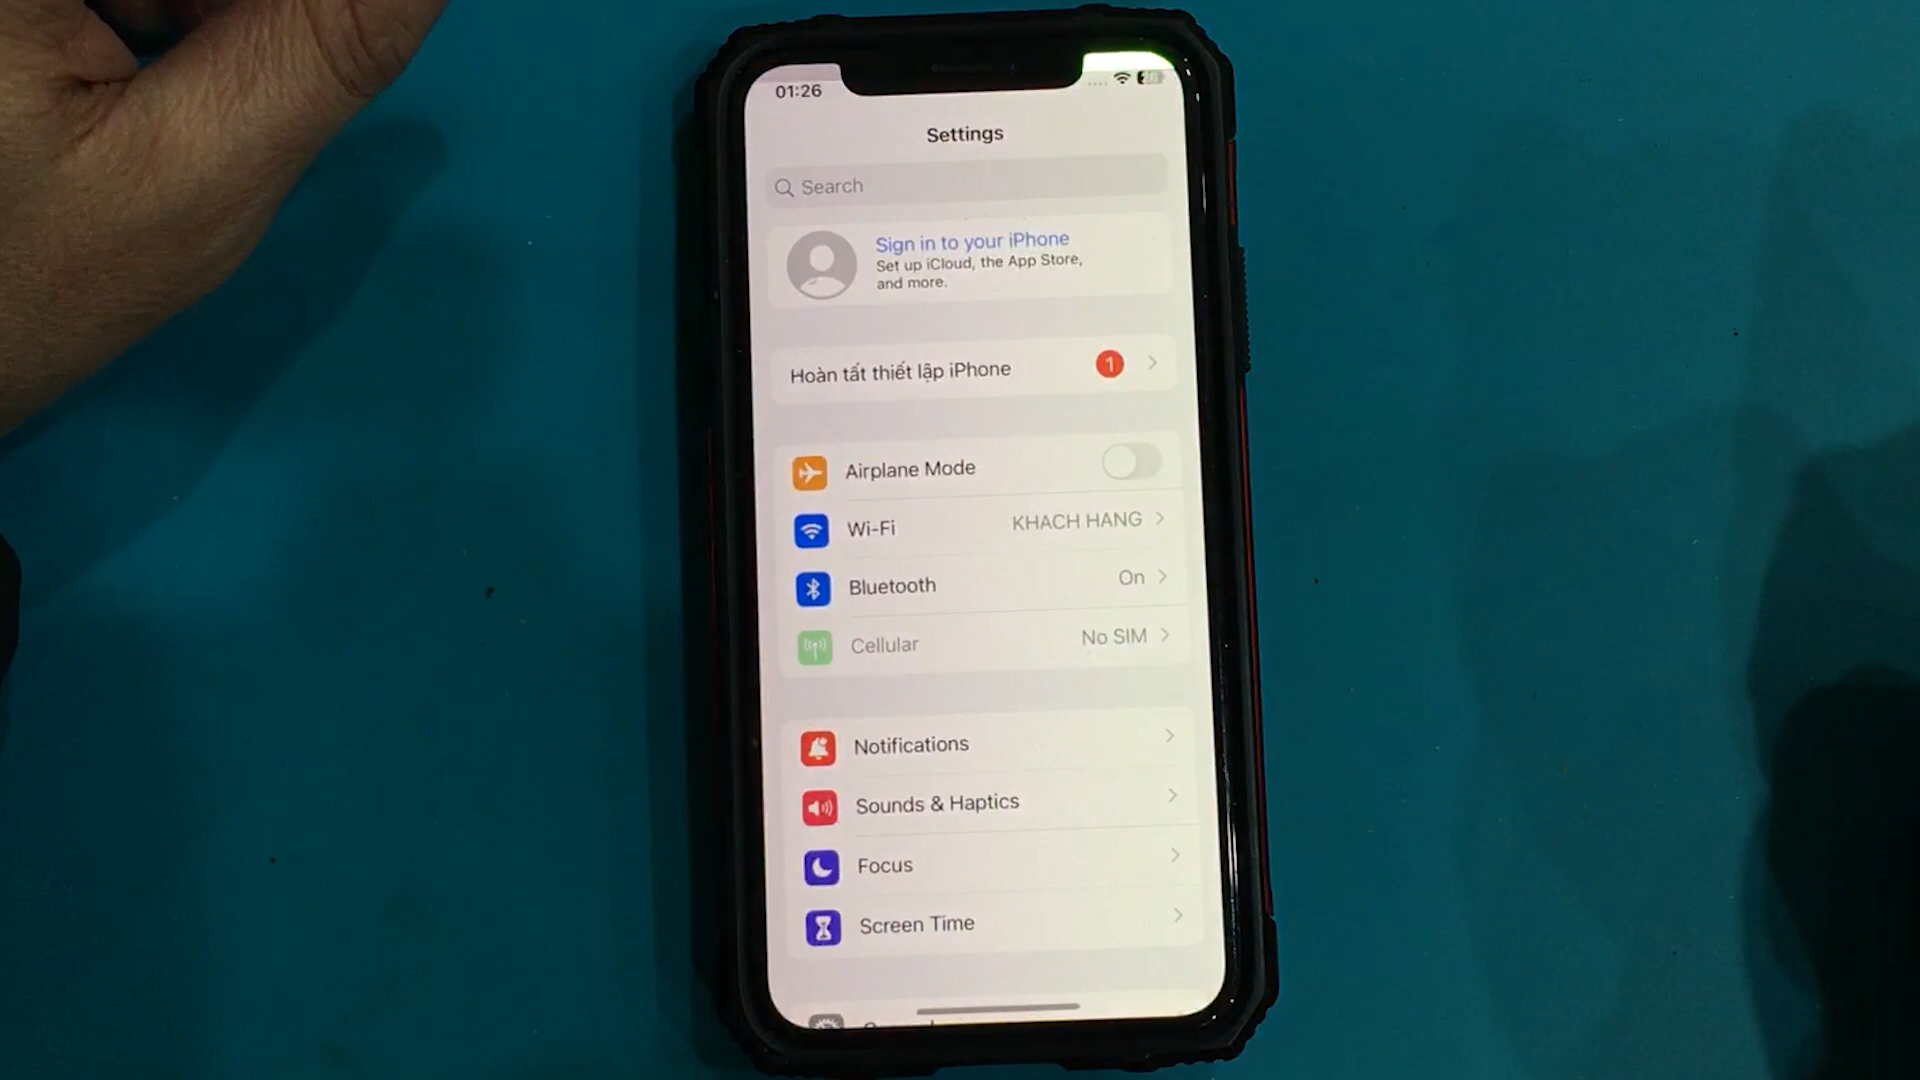 01:26
Settings
Search
Sign in to your iPhone
Set up iCloud, the App Store,
and more.
Hoàn tất thiết lập iPhone
1
Airplane Mode
Wi-Fi
KHACH HANG
Bluetooth
On
Cellular
No SIM
Notifications
Sounds & Haptics
Focus
Screen Time